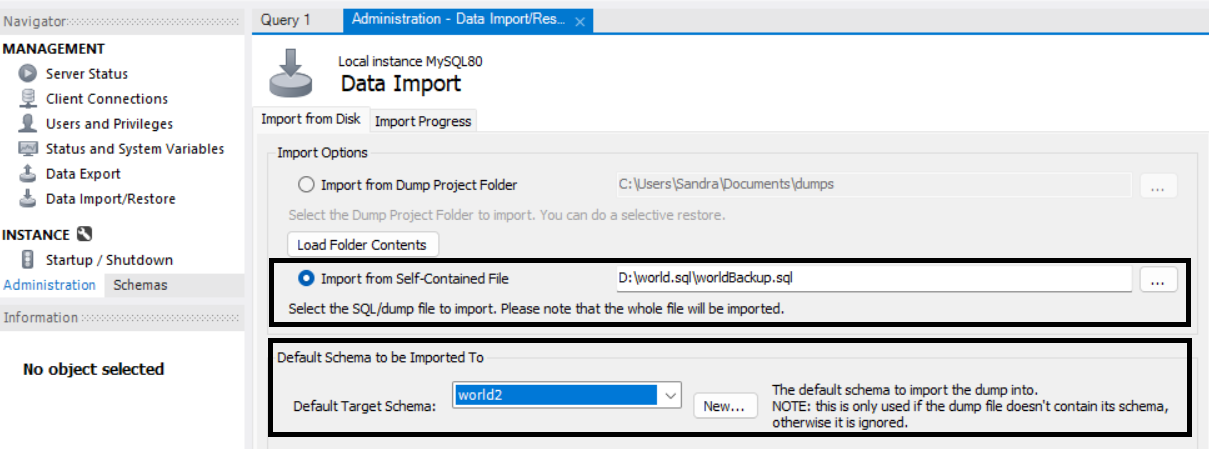 Navigator
MANAGEMENT
Server Status
Client Connections
Users and Privileges
Status and System Variables
Data Export
Data Import/Restore
INSTANCE
Startup / Shutdown
Administration Schemas
Information
No object selected
Query 1 Administration - Data Import/Res... ×
Local instance MySQL80
Data Import
Import from Disk Import Progress
Import Options
Import from Dump Project Folder C:\Users\Sandra\Documents\dumps ...
Select the Dump Project Folder to import. You can do a selective restore.
Load Folder Contents
Import from Self-Contained File D:\world.sql\worldBackup.sql ...
Select the SQL/dump file to import. Please note that the whole file will be imported.
Default Schema to be Imported To
Default Target Schema: world2 New...
The default schema to import the dump into.
NOTE: this is only used if the dump file doesn't contain its schema,
otherwise it is ignored.